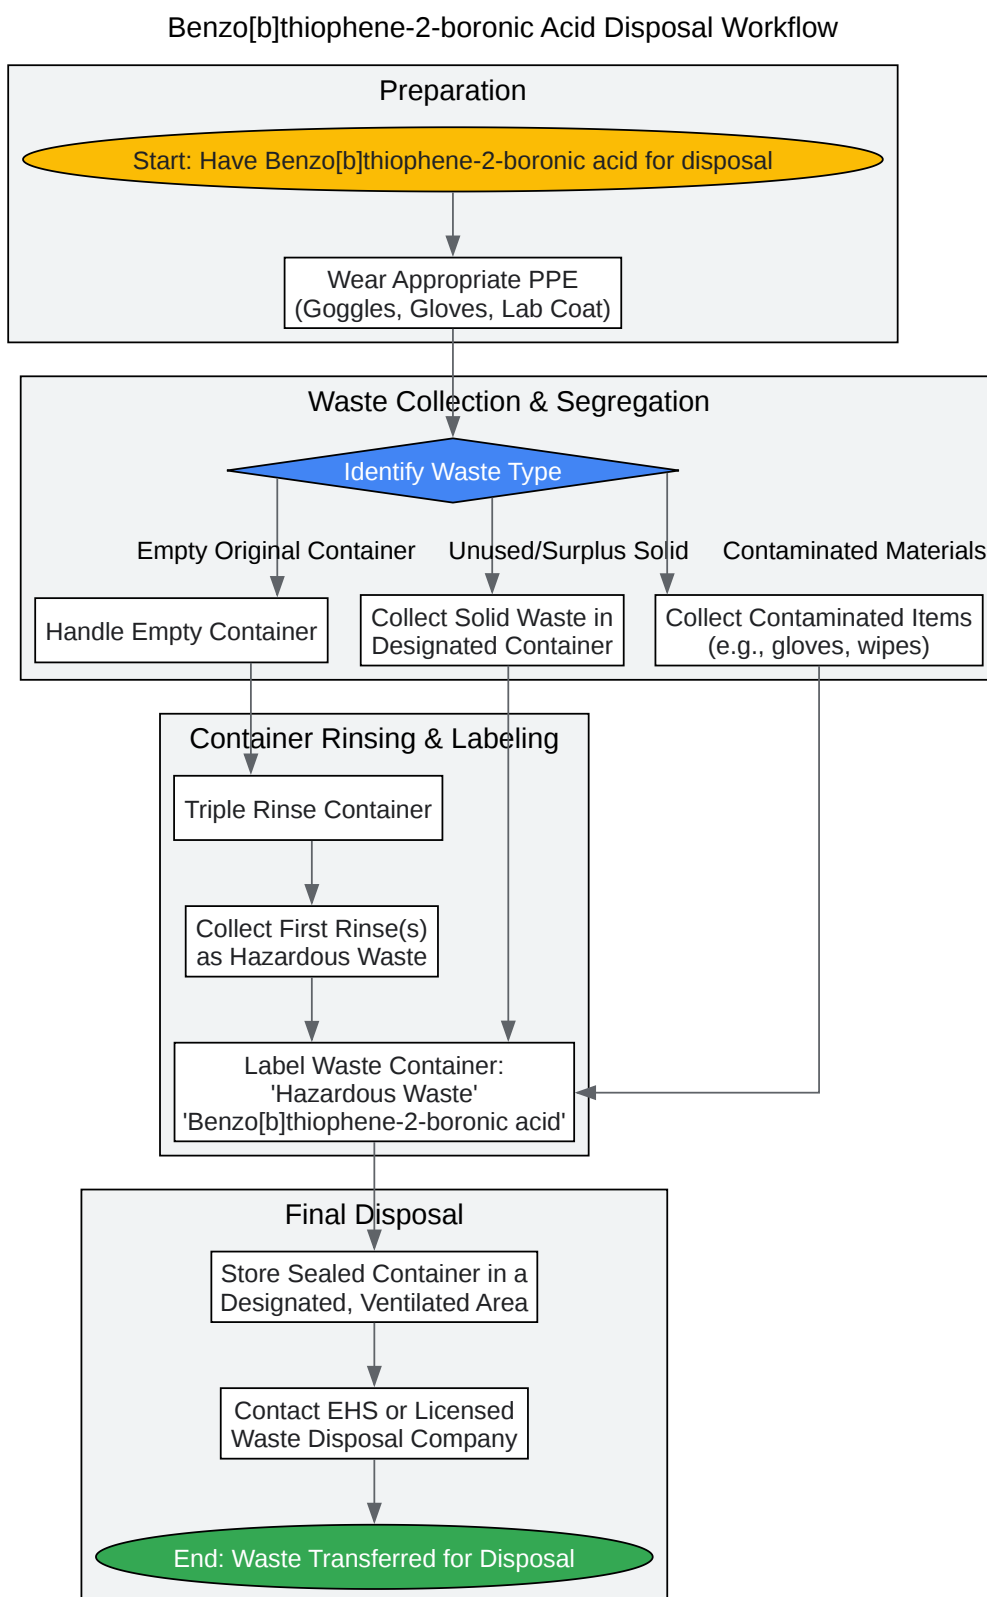 Benzo[b]thiophene-2-boronic Acid Disposal Workflow
Preparation
Start: Have Benzo[b]thiophene-2-boronic acid for disposal
Wear Appropriate PPE
(Goggles, Gloves, Lab Coat)
Waste Collection & Segregation
Identify Waste Type
Empty Original Container
Unused/Surplus Solid
Contaminated Materials
Handle Empty Container
Collect Solid Waste in
Designated Container
Collect Contaminated Items
(e.g., gloves, wipes)
Container Rinsing & Labeling
Triple Rinse Container
Collect First Rinse(s)
as Hazardous Waste
Label Waste Container:
'Hazardous Waste'
'Benzo[b]thiophene-2-boronic acid'
Final Disposal
Store Sealed Container in a
Designated, Ventilated Area
Contact EHS or Licensed
Waste Disposal Company
End: Waste Transferred for Disposal